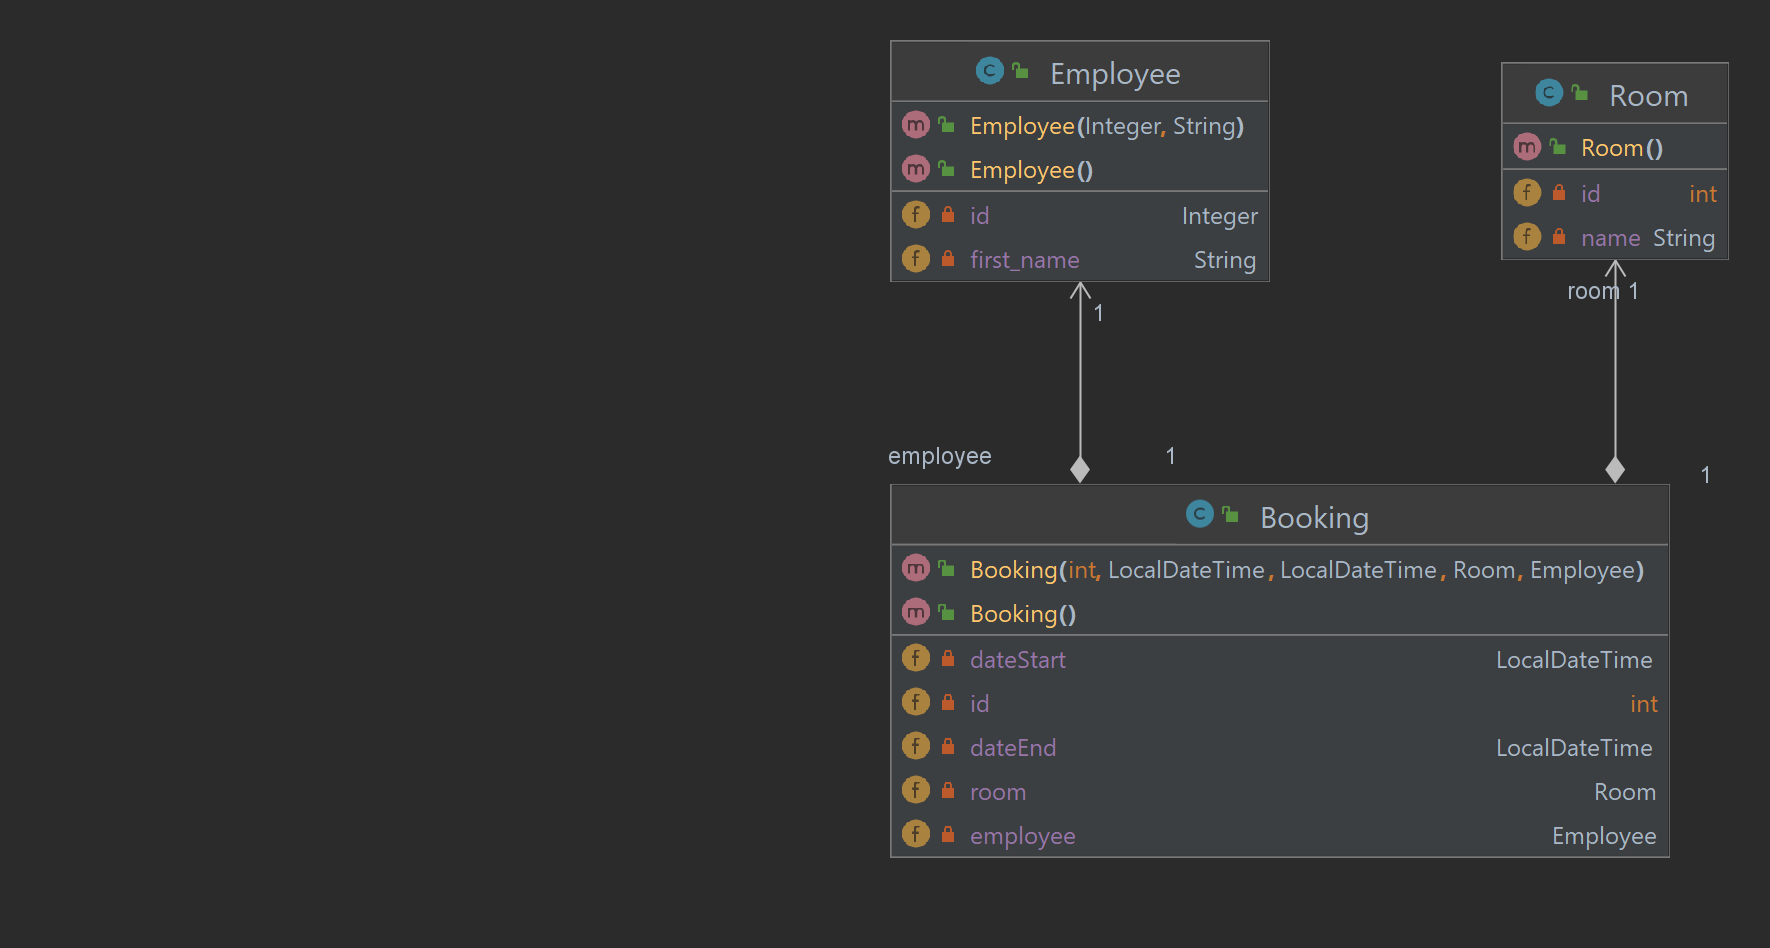 Employee
Employee(Integer, String)
Employee()
id Integer
first_name String
1
Room
Room()
id int
name String
room 1
employee 1
1
Booking
Booking(int, LocalDateTime, LocalDateTime, Room, Employee)
Booking()
dateStart LocalDateTime
id int
dateEnd LocalDateTime
room Room
employee Employee